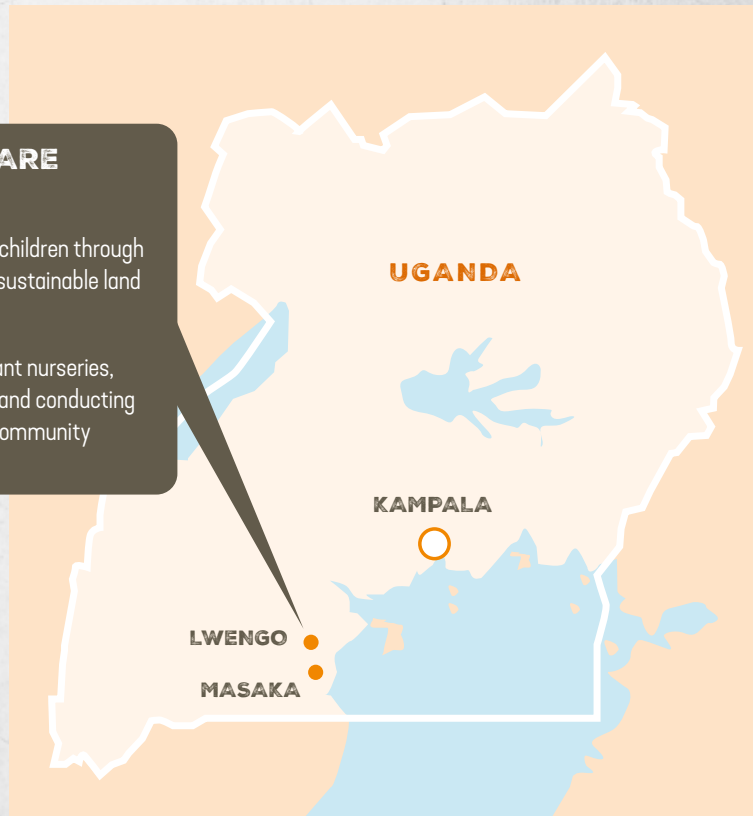 ARE
children through
sustainable land
ant nurseries,
and conducting
ommunity
UGANDA
KAMPALA
LWENGO
MASAKA